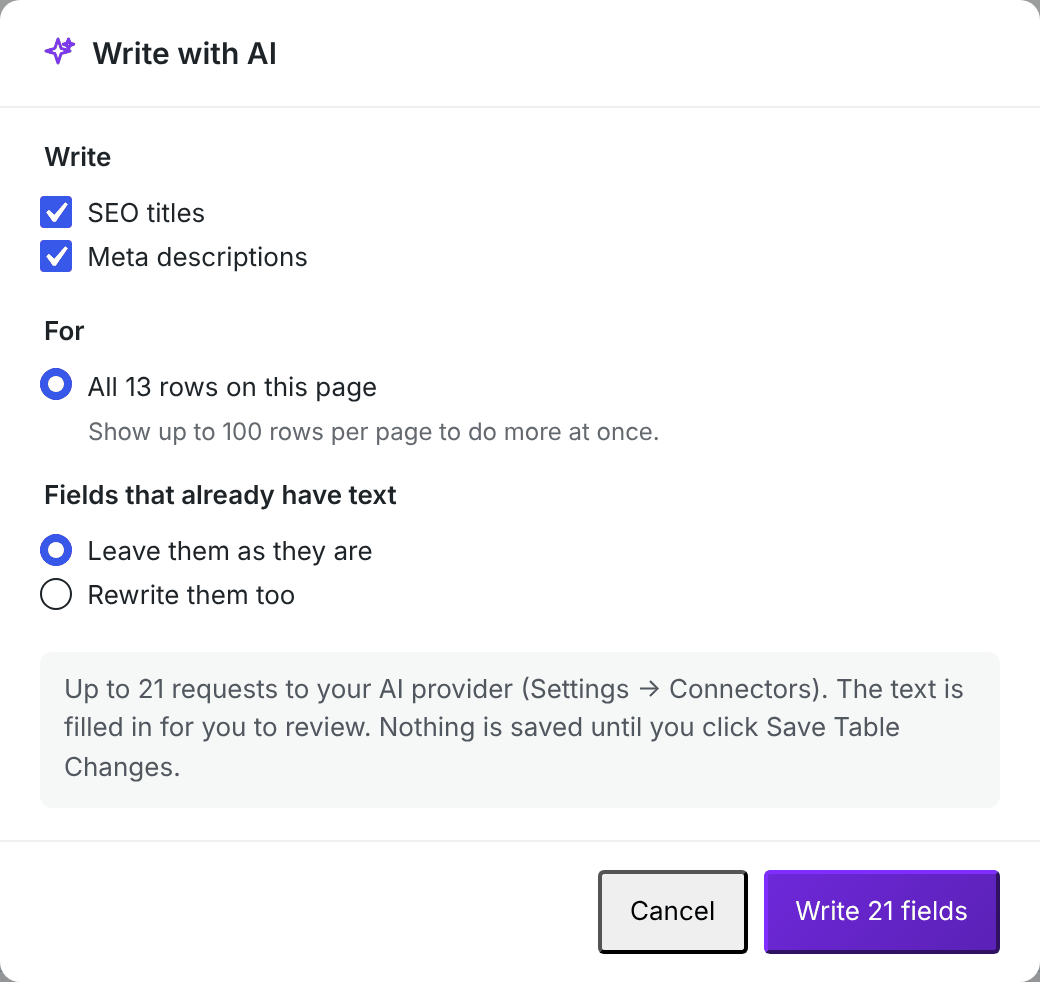 Write with AI
Write
SEO titles
Meta descriptions
For
All 13 rows on this page
Show up to 100 rows per page to do more at once.
Fields that already have text
Leave them as they are
Rewrite them too
Up to 21 requests to your AI provider (Settings → Connectors). The text is
filled in for you to review. Nothing is saved until you click Save Table
Changes.
Cancel
Write 21 fields